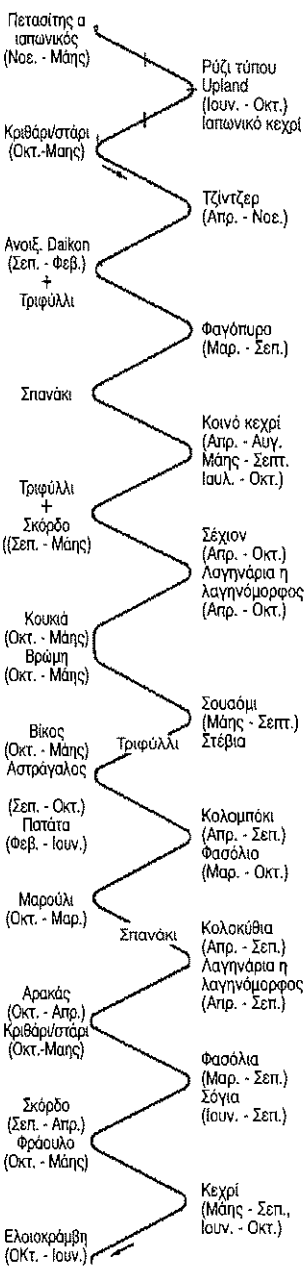 Πετασίτης α
ιαπωνικός
(Νοε. - Μάης)
Ρύζι τύπου
Upland
(Ιουν. - Οκτ.)
Ιαπωνικό κεχρί
Κριθάρι/στάρι
(Οκτ.-Μαης)
Τζίντζερ
(Απρ. - Νοε.)
Ανοιξ. Daikon
(Σεπ. - Φεβ.)
+
Τριφύλλι
Φαγόπυρο
(Μαρ. - Σεπ.)
Σπανάκι
Κοινό κεχρί
(Απρ. - Αυγ.
Μάης - Σεπτ.
Ιουλ. - Οκτ.)
Τριφύλλι
+
Σκόρδο
((Σεπ. - Μάης)
Σέχιον
(Απρ. - Οκτ.)
Λαγηνάρια η
λαγηνόμορφος
(Απρ. - Οκτ.)
Κουκιά
(Οκτ. - Μάης)
Βρώμη
(Οκτ. - Μάης)
Σουσάμι
(Μάης - Σεπτ.)
Στέβια
Βίκος
(Οκτ. - Μάης)
Τριφύλλι
Αστράγαλος
(Σεπ. - Οκτ.)
Πατάτα
(Φεβ. - Ιουν.)
Κολομπόκι
(Απρ. - Σεπ.)
Φασόλιο
(Μαρ. - Οκτ.)
Μαρούλι
(Οκτ. - Μαρ.)
Σπανάκι
Κολοκύθια
(Απρ. - Σεπ.)
Λαγηνάρια η
λαγηνόμορφος
(Απρ. - Σεπ.)
Αρακάς
(Οκτ. - Απρ.)
Κριθάρι/στάρι
(Οκτ.-Μαης)
Φασόλια
(Μαρ. - Σεπ.)
Σόγια
(Ιουν. - Σεπ.)
Σκόρδο
(Σεπ. - Απρ.)
Φράουλο
(Οκτ. - Μάης)
Κεχρί
(Μάης - Σεπ.,
Ιουν. - Οκτ.)
Ελαιοκράμβη
(Οκτ. - Ιουν.)